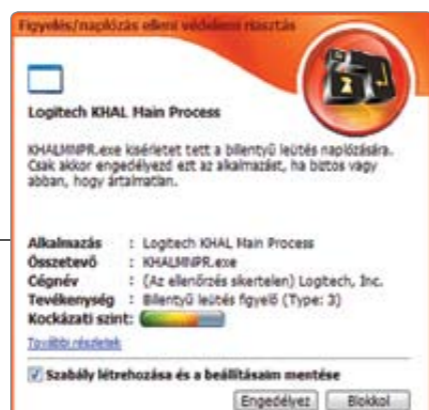 Figyelés/naplózás elleni védelmi riasztás
Logitech KHAL Main Process
KHALMNPR.exe kisérletet tett a billentyű leütés naplózására.
Csak akkor engedélyezd ezt az alkalmazást, ha biztos vagy
abban, hogy ártalmatlan.
Alkalmazás : Logitech KHAL Main Process
Összetevő : KHALMNPR.exe
Cégnév : (Az ellenőrzés sikertelen) Logitech, Inc.
Tevékenység : Billentyű leütés figyelő (Type: 3)
Kockázati szint:
További részletek
Szabály létrehozása és a beállításaim mentése
Engedélyez Blokkol